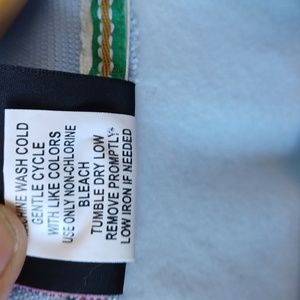 HINE WASH COLD
GENTLE CYCLE
WITH LIKE COLORS
USE ONLY NON-CHLORINE
BLEACH
TUMBLE DRY LOW
REMOVE PROMPTLY
LOW IRON IF NEEDED